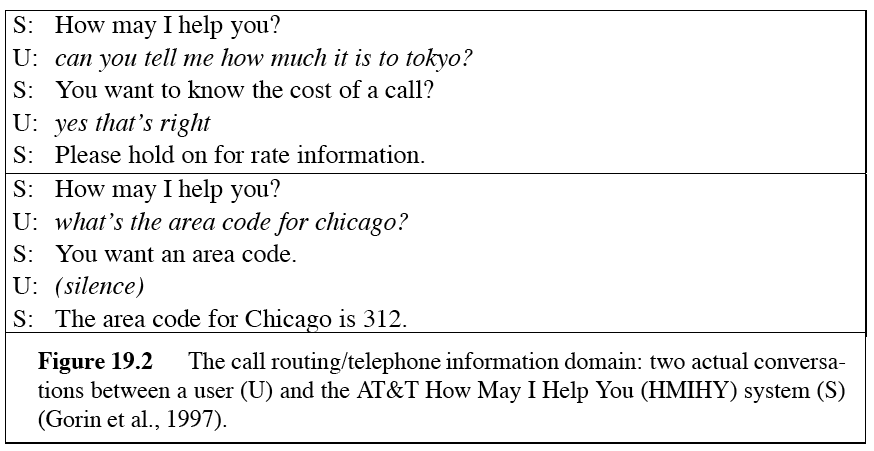 S: How may I help you?
U: can you tell me how much it is to tokyo?
S: You want to know the cost of a call?
U: yes that's right
S: Please hold on for rate information.
S: How may I help you?
U: what's the area code for chicago?
S: You want an area code.
U: (silence)
S: The area code for Chicago is 312.
Figure 19.2 The call routing/telephone information domain: two actual conversa-
tions between a user (U) and the AT&T How May I Help You (HMIHY) system (S)
(Gorin et al., 1997).